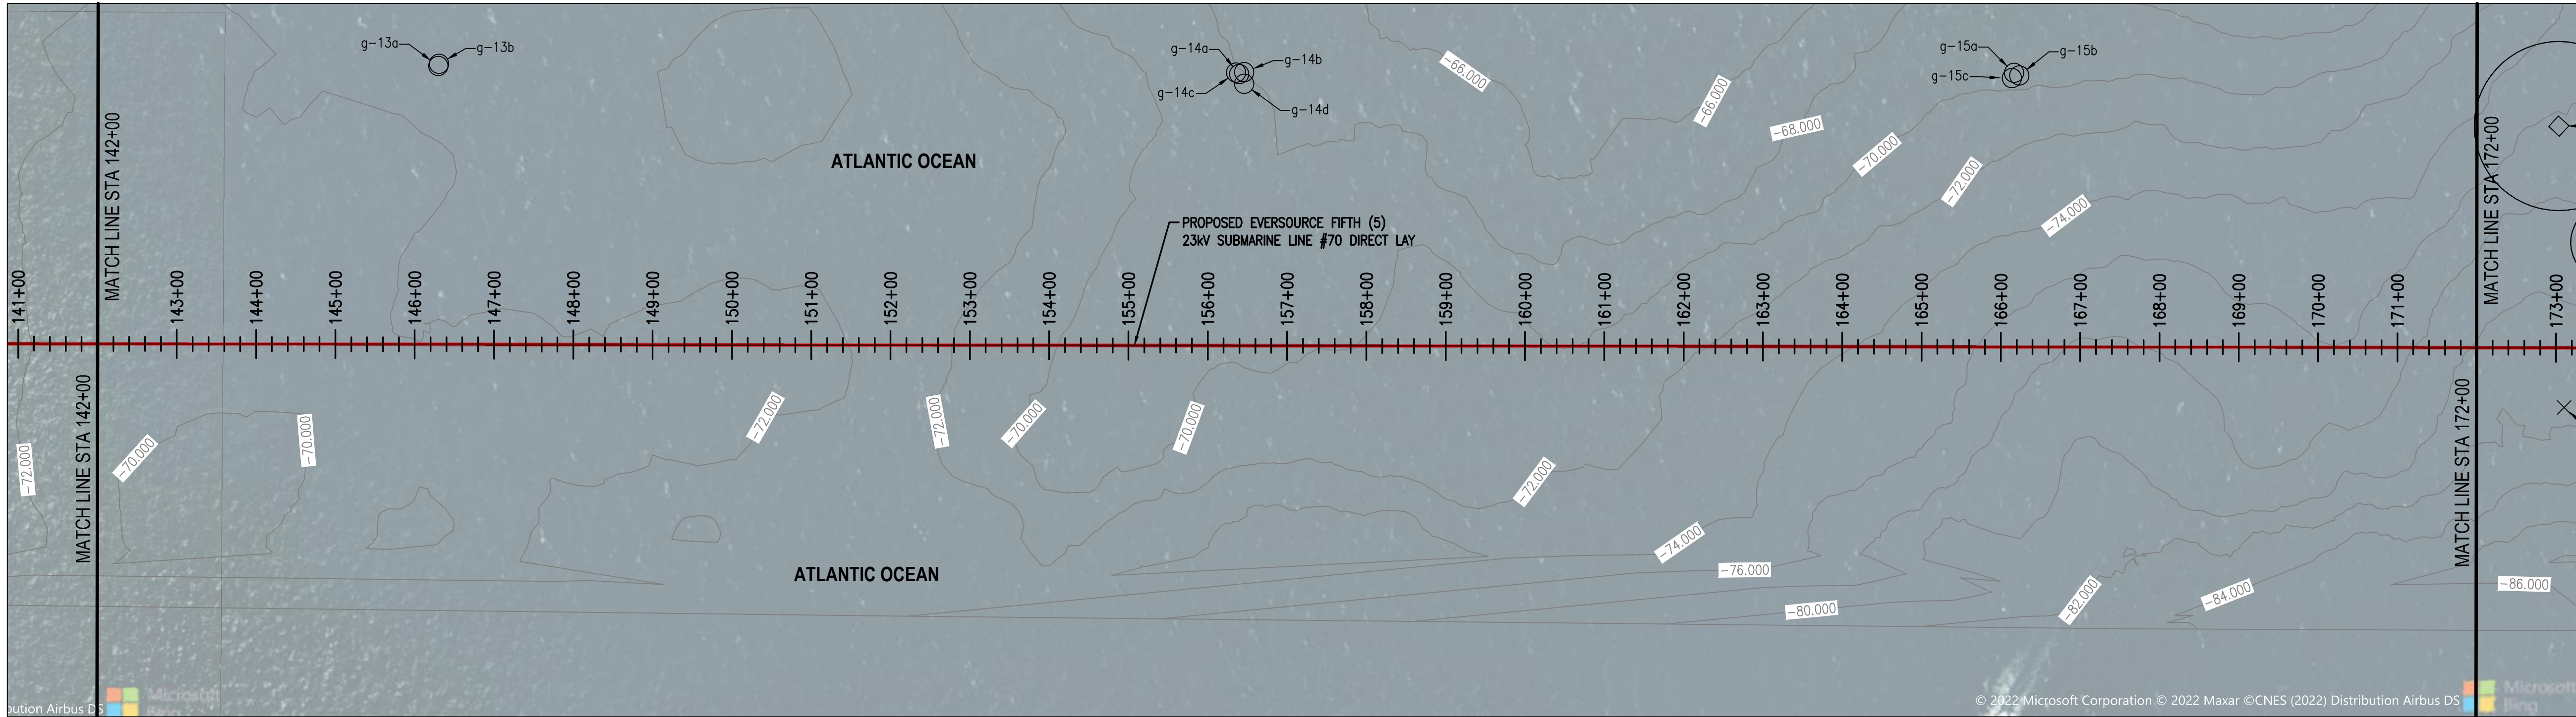 g-13a
g-13b
g-14a
g-14b
g-14c
g-14d
g-15a
g-15b
g-15c
-66.000
-66.000
-68.000
-70.000
-72.000
-74.000
MATCH LINE STA 142+00
MATCH LINE STA 172+00
ATLANTIC OCEAN
PROPOSED EVERSOURCE FIFTH (5)
23kV SUBMARINE LINE #70 DIRECT LAY
141+00
143+00
144+00
145+00
146+00
147+00
148+00
149+00
150+00
151+00
152+00
153+00
154+00
155+00
156+00
157+00
158+00
159+00
160+00
161+00
162+00
163+00
164+00
165+00
166+00
167+00
168+00
169+00
170+00
171+00
173+00
MATCH LINE STA 142+00
MATCH LINE STA 172+00
-72.000
-70.000
-70.000
-72.000
-72.000
-70.000
-70.000
-72.000
-74.000
-76.000
-80.000
-82.000
-84.000
-86.000
ATLANTIC OCEAN
bution Airbus DS
Microsoft
Bing
© 2022 Microsoft Corporation © 2022 Maxar ©CNES (2022) Distribution Airbus DS
Microsoft
Bing